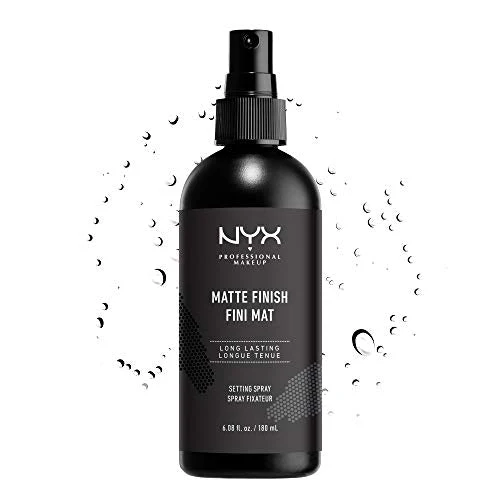 NYX
PROFESSIONAL
MAKEUP
MATTE FINISH
FINI MAT
LONG LASTING
LONGUE TENUE
SETTING SPRAY
SPRAY FIXATEUR
6.08 fl. oz. / 180 mL